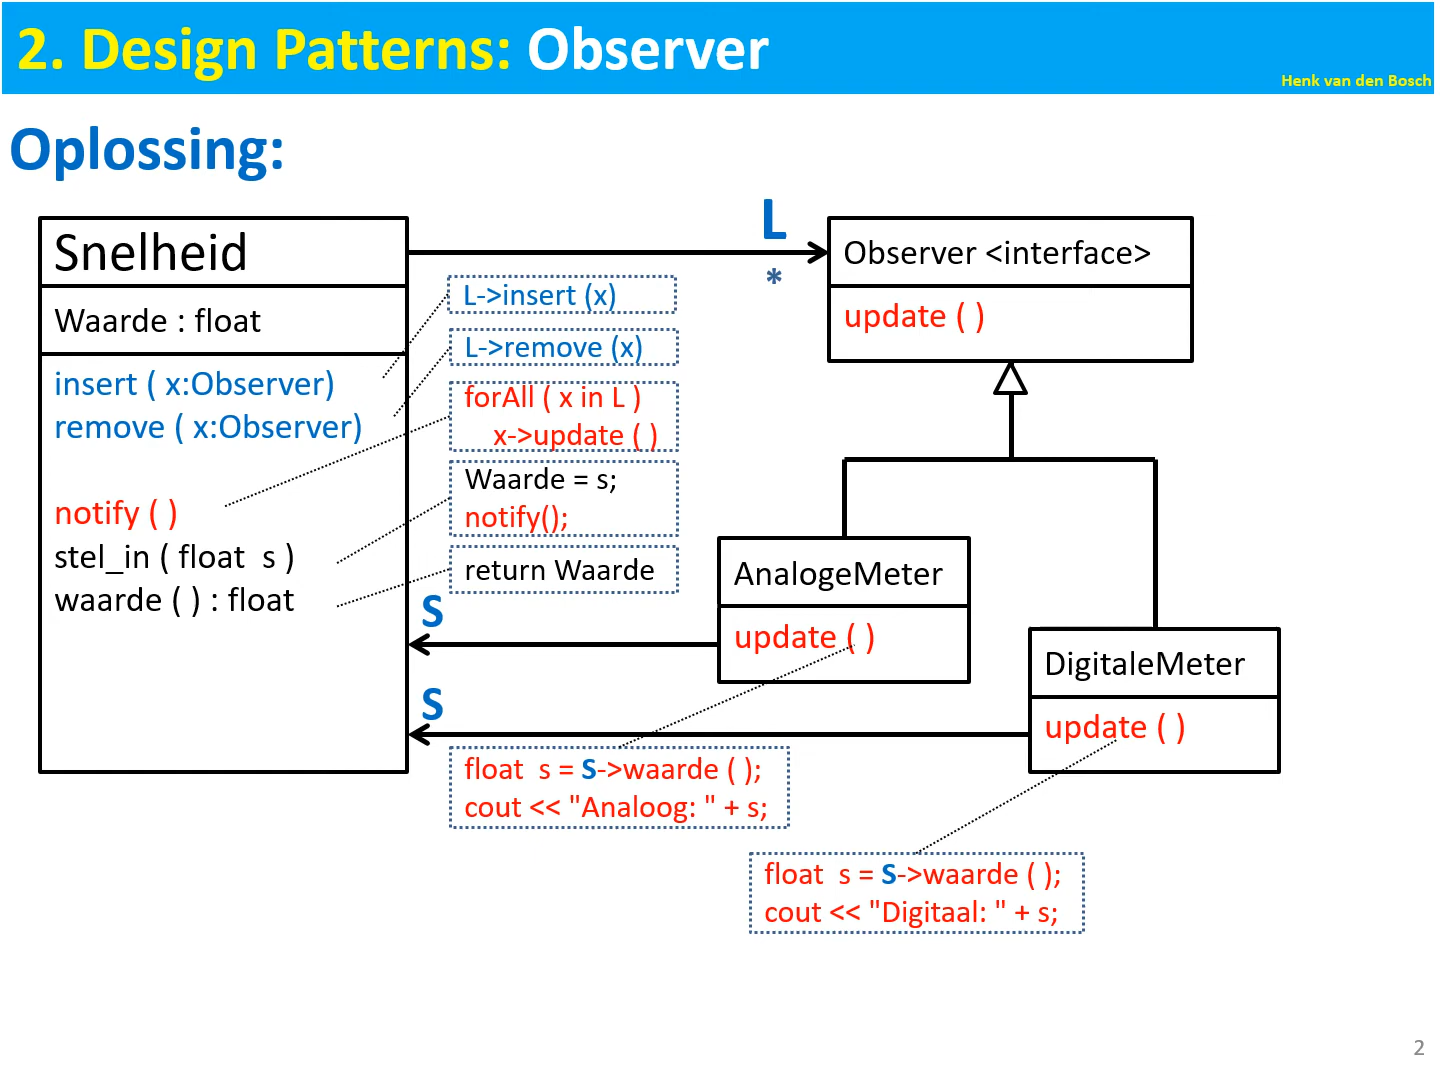 2. Design Patterns: Observer
Henk van den Bosch
Oplossing:
Snelheid
Waarde : float
insert ( x:Observer)
remove ( x:Observer)
notify ( )
stel_in ( float  s )
waarde ( ) : float
L->insert (x)
L->remove (x)
forAll ( x in L )
x->update ( )
Waarde = s;
notify();
return Waarde
L
*
Observer <interface>
update ( )
AnalogeMeter
update ( )
DigitaleMeter
update ( )
S
S
float  s = S->waarde ( );
cout << "Analoog: " + s;
float  s = S->waarde ( );
cout << "Digitaal: " + s;
2